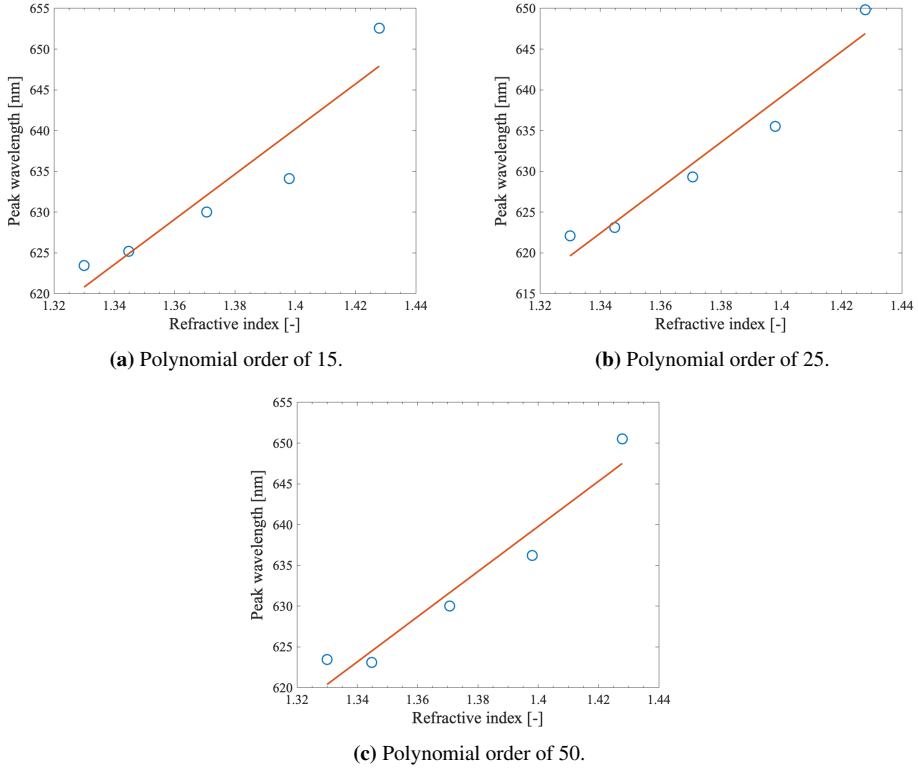 655
650
645
640
635
630
625
620
Peak wavelength [nm]
1.32 1.34 1.36 1.38 1.4 1.42 1.44
Refractive index [-]
(a) Polynomial order of 15.
650
645
640
635
630
625
620
615
Peak wavelength [nm]
1.32 1.34 1.36 1.38 1.4 1.42 1.44
Refractive index [-]
(b) Polynomial order of 25.
655
650
645
640
635
630
625
620
Peak wavelength [nm]
1.32 1.34 1.36 1.38 1.4 1.42 1.44
Refractive index [-]
(c) Polynomial order of 50.